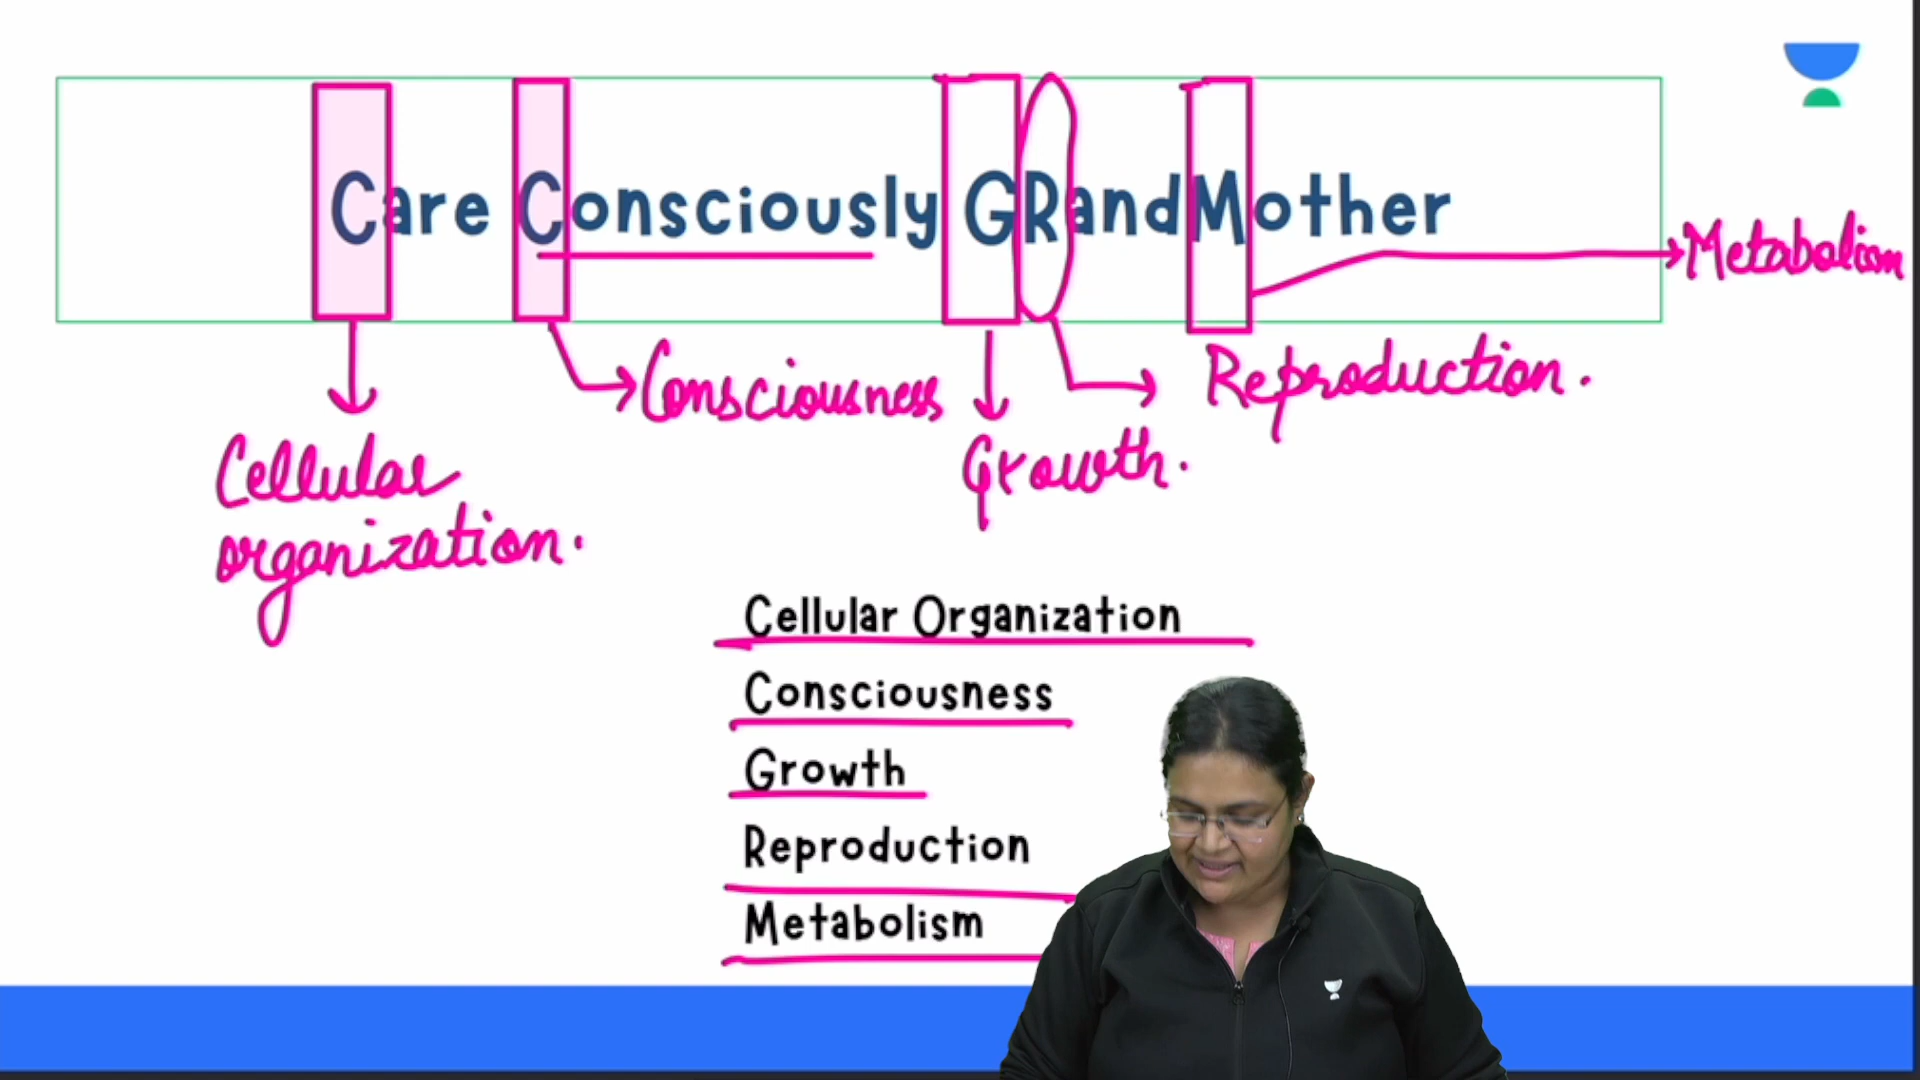 Care Consciously GRandMother
Metabolism
Consciousness
Reproduction.
Growth.
Cellular
organization.
Cellular Organization
Consciousness
Growth
Reproduction
Metabolism